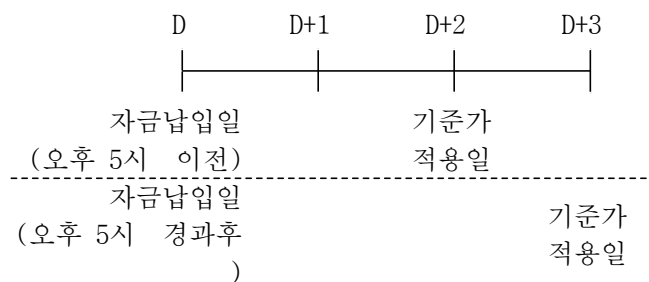 D D+1 D+2 D+3
자금납입일 기준가
(오후 5시 이전) 적용일
자금납입일
(오후 5시 경과후
)
기준가
적용일